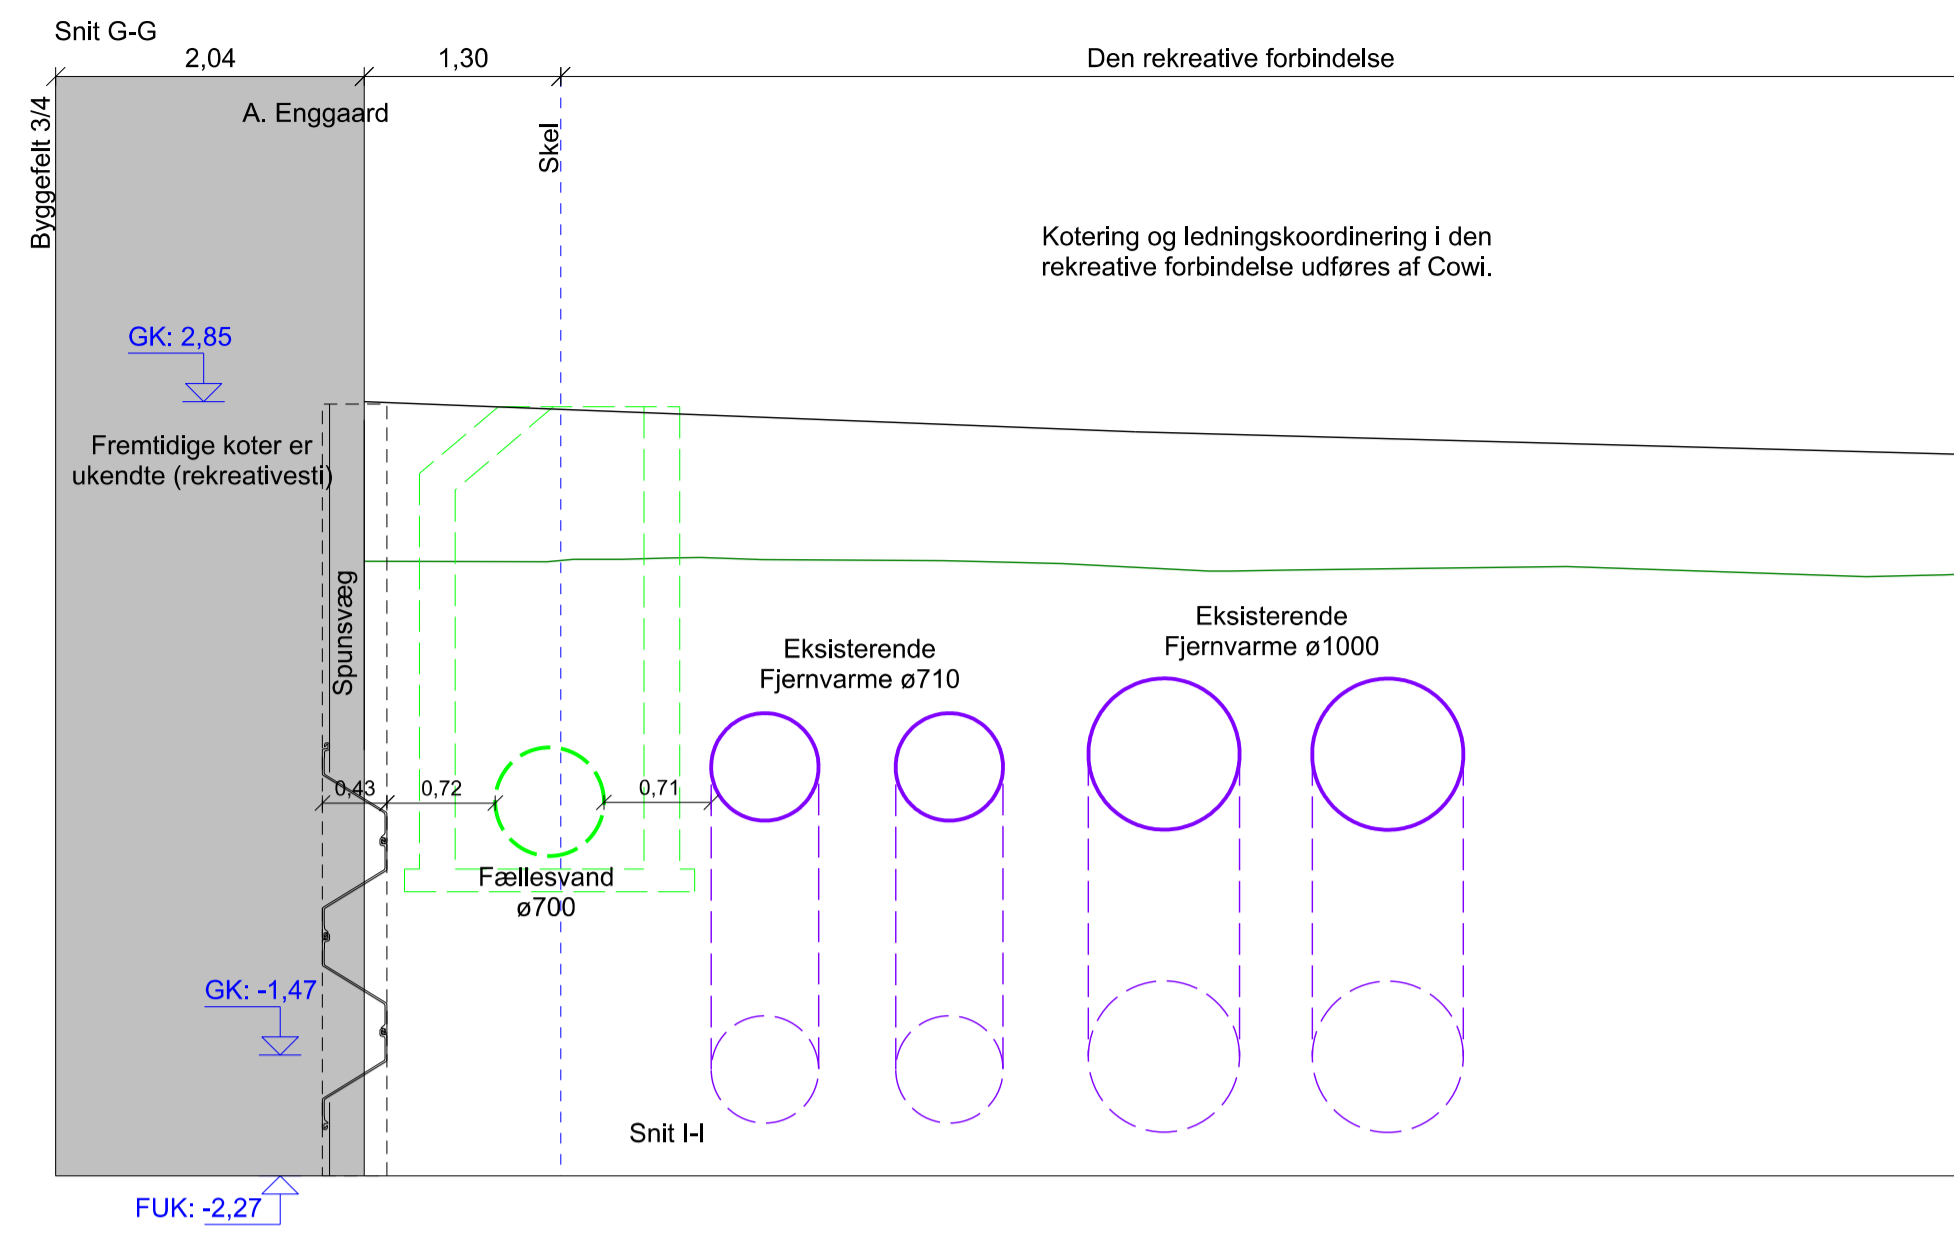 Snit G-G
2,04
1,30
Den rekreative forbindelse
A. Enggaard
Byggefelt 3/4
Skel
Kotering og ledningskoordinering i den
rekreative forbindelse udføres af Cowi.
GK: 2,85
Fremtidige koter er
ukendte (rekreativesti)
Spunsvæg
Eksisterende
Fjernvarme ø1000
Eksisterende
Fjernvarme ø710
0,43
0,72
0,71
Fællesvand
ø700
GK: -1,47
Snit I-I
FUK: -2,27